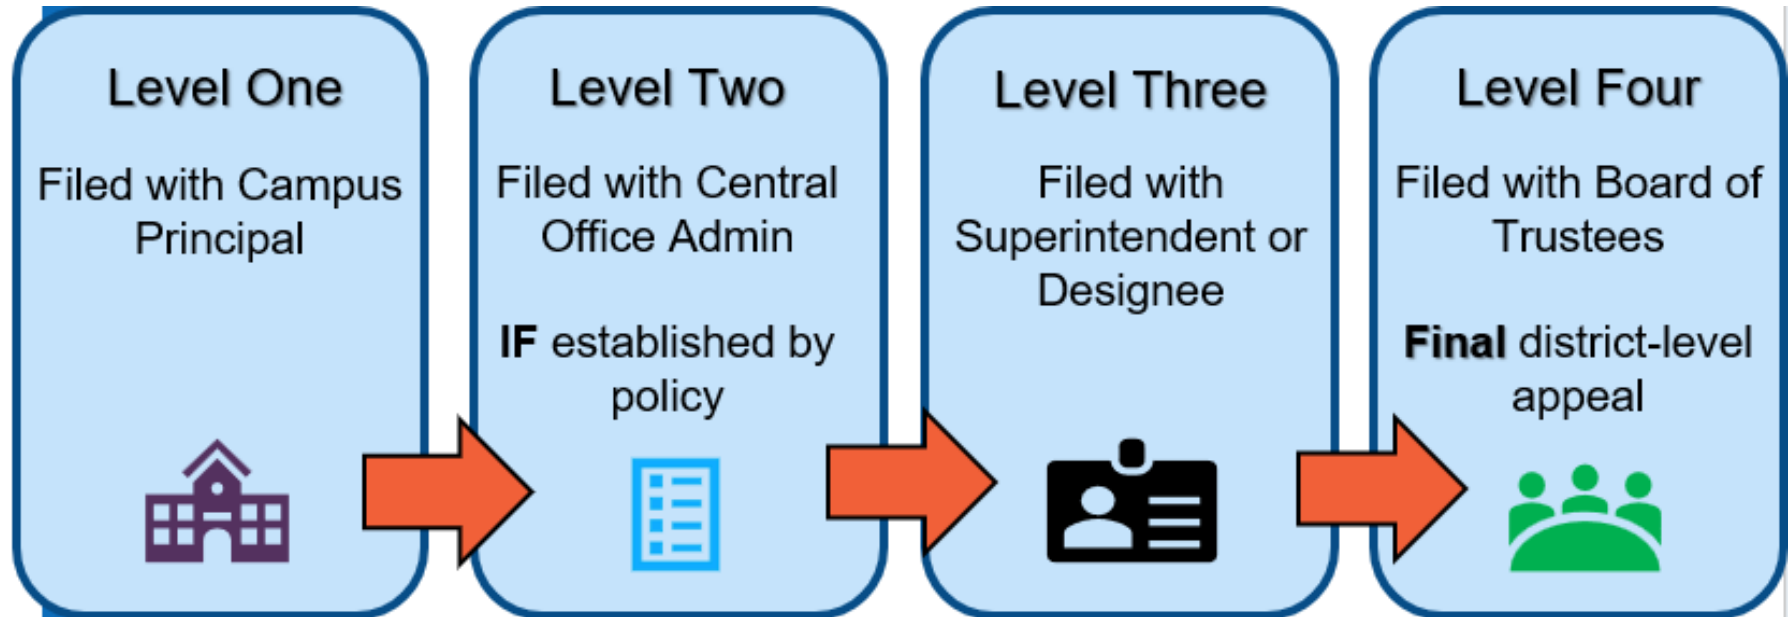 Level One
Filed with Campus
Principal
Level Two
Filed with Central
Office Admin
IF established by
policy
Level Three
Filed with
Superintendent or
Designee
Level Four
Filed with Board of
Trustees
Final district-level
appeal